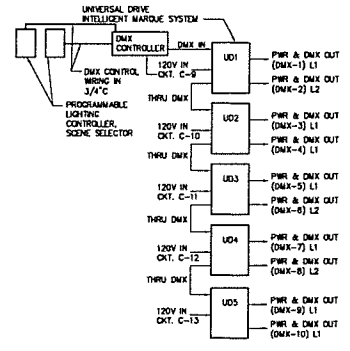 UNIVERSAL DRIVE
INTELLIGENT MARQUE SYSTEM
DMX
CONTROLLER
DMX IN
UD1
PWR & DMX OUT
(DMX-1) L1
DMX CONTROL
WIRING IN
3/4"C
120V IN
CKT. C-9
PWR & DMX OUT
(DMX-2) L2
PROGRAMMABLE
LIGHTING
CONTROLLER,
SCENE SELECTOR
THRU DMX
UD2
PWR & DMX OUT
(DMX-3) L1
120V IN
CKT. C-10
PWR & DMX OUT
(DMX-4) L1
THRU DMX
UD3
PWR & DMX OUT
(DMX-5) L1
120V IN
CKT. C-11
PWR & DMX OUT
(DMX-6) L2
THRU DMX
UD4
PWR & DMX OUT
(DMX-7) L1
120V IN
CKT. C-12
PWR & DMX OUT
(DMX-8) L2
THRU DMX
UD5
PWR & DMX OUT
(DMX-9) L1
120V IN
CKT. C-13
PWR & DMX OUT
(DMX-10) L1